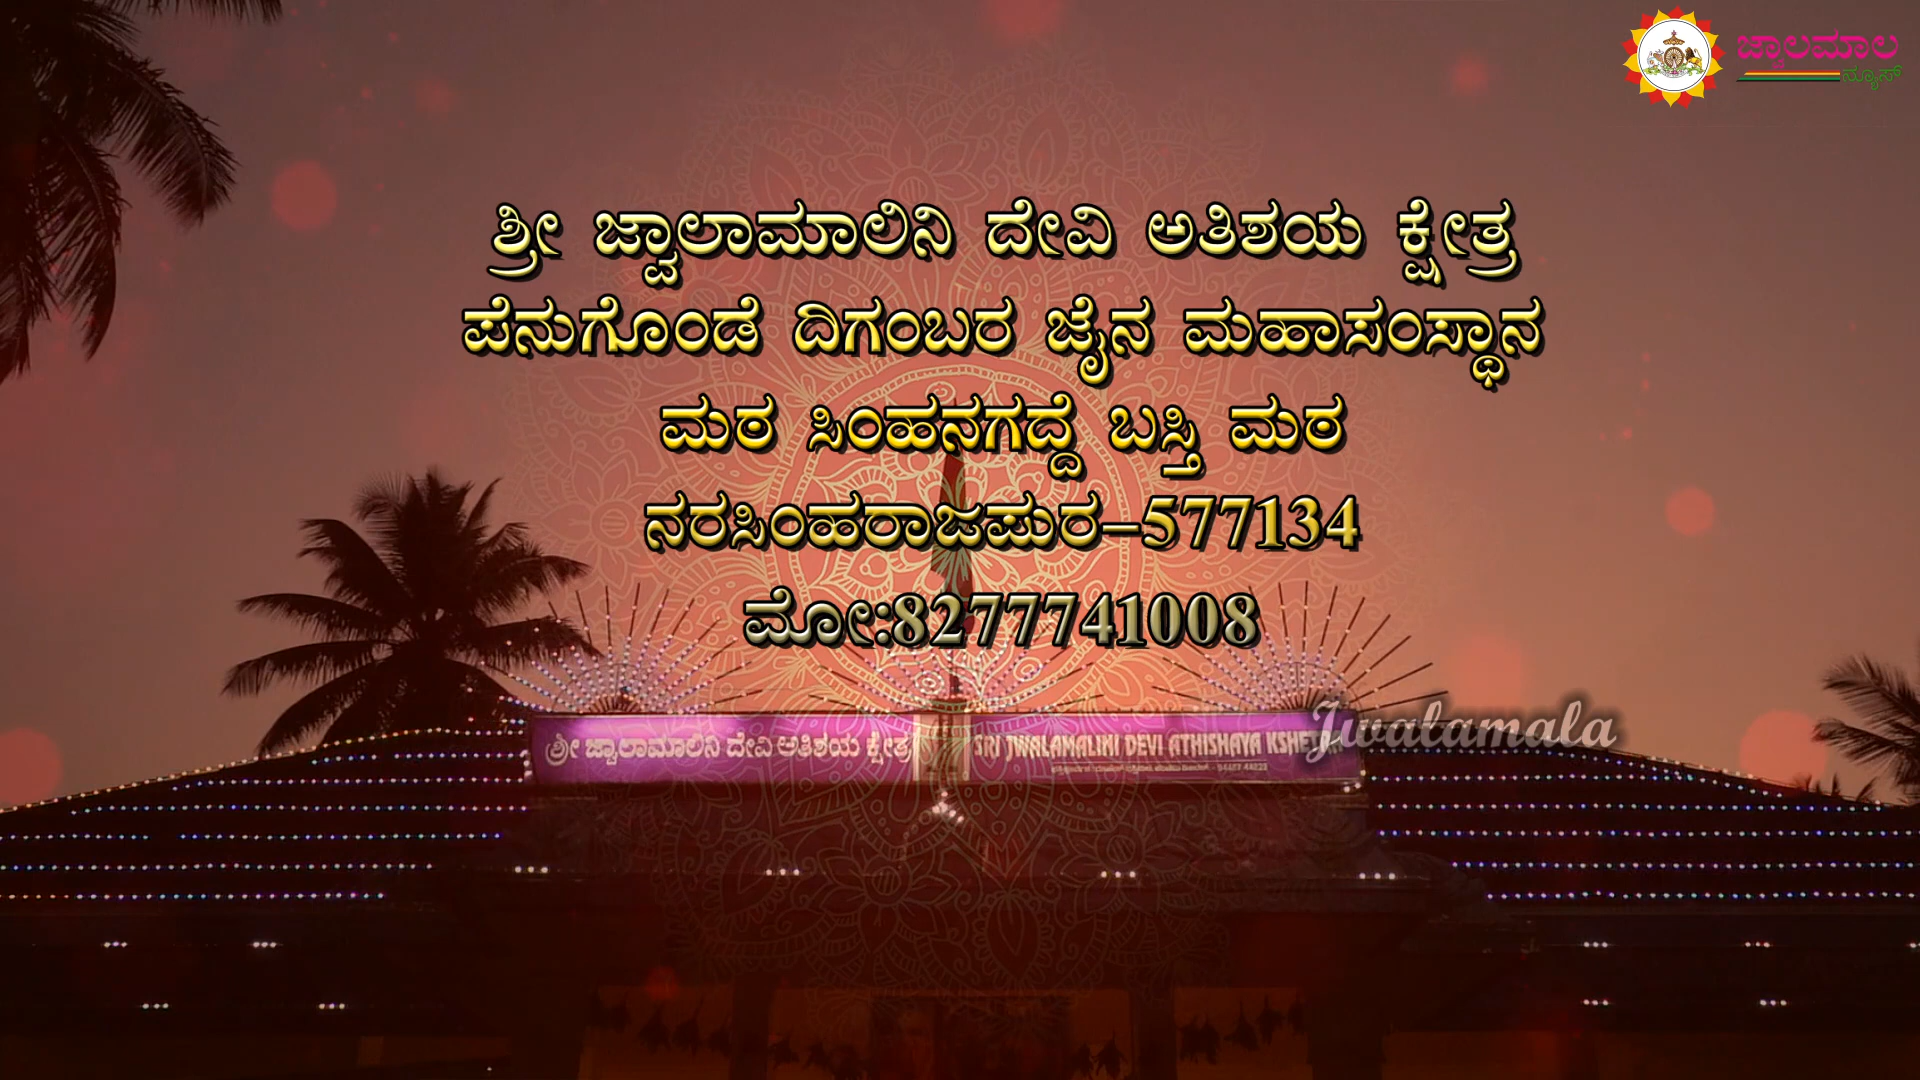 ಜ್ವಾಲಮಾಲ
ನ್ಯೂಸ್
ಶ್ರೀ ಜ್ವಾಲಾಮಾಲಿನಿ ದೇವಿ ಅತಿಶಯ ಕ್ಷೇತ್ರ
ಪೆನುಗೊಂಡೆ ದಿಗಂಬರ ಜೈನ ಮಹಾಸಂಸ್ಥಾನ
ಮಠ ಸಿಂಹನಗದ್ದೆ ಬಸ್ತಿ ಮಠ
ನರಸಿಂಹರಾಜಪುರ-577134
ಮೋ:8277741008
Jwalamala
ಶ್ರೀ ಜ್ವಾಲಾಮಾಲಿನಿ ದೇವಿ ಅತಿಶಯ ಕ್ಷೇತ್ರ
SRI JWALAMALINI DEVI ATHISHAYA